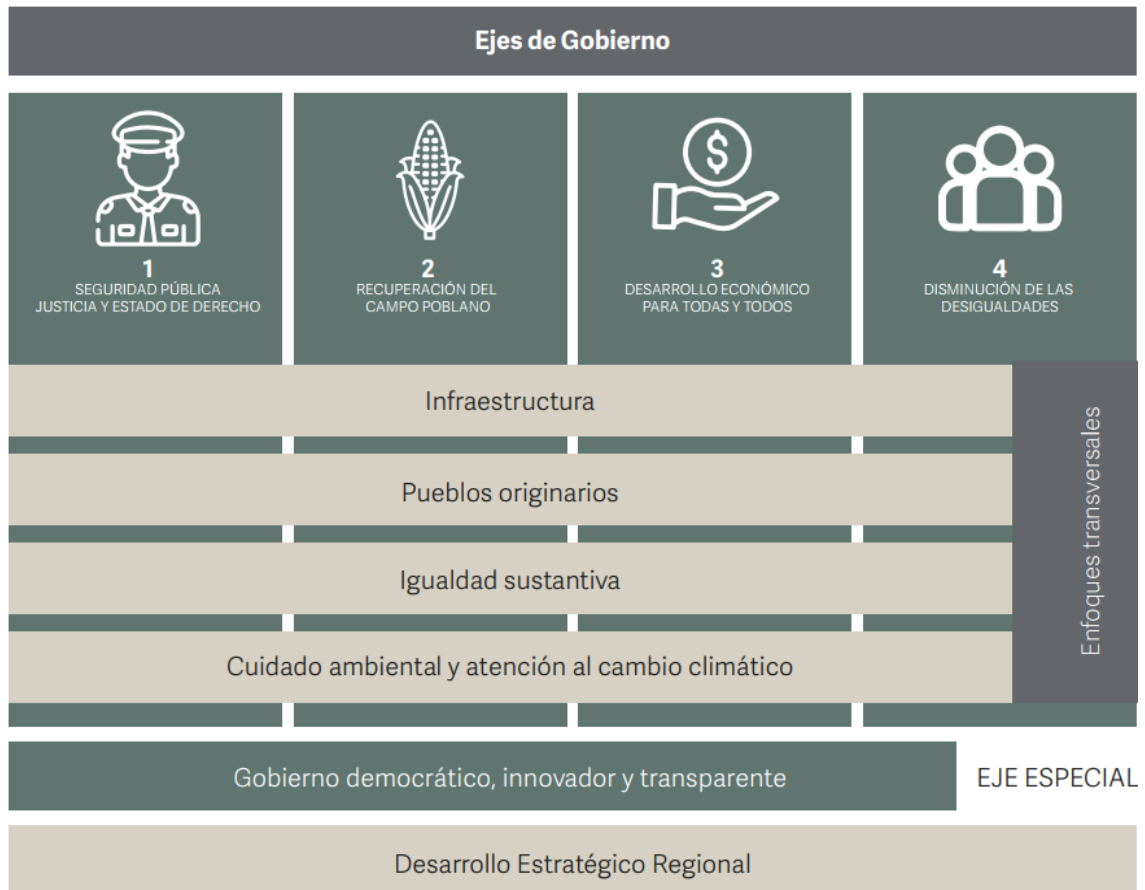 Ejes de Gobierno
1
SEGURIDAD PÚBLICA
JUSTICIA Y ESTADO DE DERECHO
2
RECUPERACIÓN DEL
CAMPO POBLANO
3
DESARROLLO ECONÓMICO
PARA TODAS Y TODOS
4
DISMINUCIÓN DE LAS
DESIGUALDADES
Infraestructura
Pueblos originarios
Igualdad sustantiva
Cuidado ambiental y atención al cambio climático
Enfoques transversales
Gobierno democrático, innovador y transparente
EJE ESPECIAL
Desarrollo Estratégico Regional